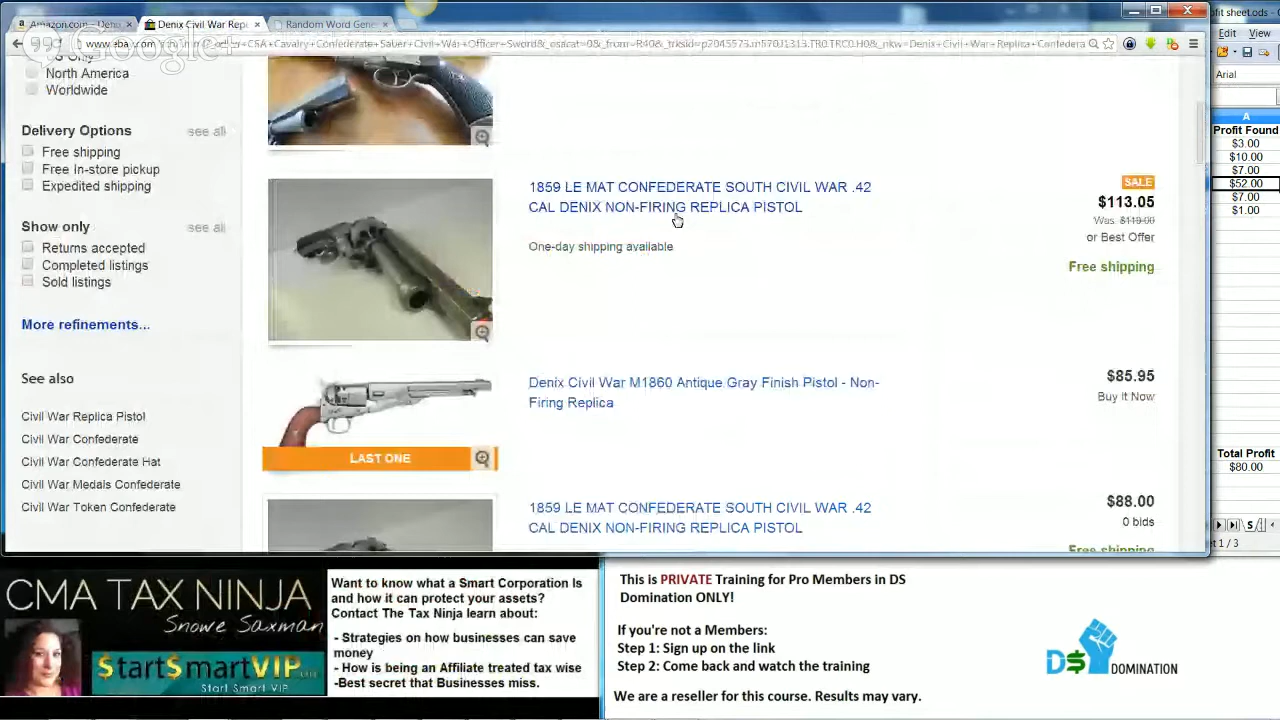 Amazon.com - Deni
Denix Civil War Repl
Random Word Gene
ofit sheet.ods - O
Google+
Edit View
Arial
North America
Worldwide
Delivery Options see all
Free shipping
Free in-store pickup
Expedited shipping
Show only see all
Returns accepted
Completed listings
Sold listings
More refinements...
See also
Civil War Replica Pistol
Civil War Confederate
Civil War Confederate Hat
Civil War Medals Confederate
Civil War Token Confederate
1859 LE MAT CONFEDERATE SOUTH CIVIL WAR .42
CAL DENIX NON-FIRING REPLICA PISTOL
One-day shipping available
SALE
$113.05
Was: $119.00
or Best Offer
Free shipping
Denix Civil War M1860 Antique Gray Finish Pistol - Non-
Firing Replica
$85.95
Buy It Now
LAST ONE
1859 LE MAT CONFEDERATE SOUTH CIVIL WAR .42
CAL DENIX NON-FIRING REPLICA PISTOL
$88.00
0 bids
Free shipping
A
Profit Found
$3.00
$10.00
$7.00
$52.00
$7.00
$1.00
Total Profit
$80.00
et 1 / 3
CMA TAX NINJA
Snowe Saxman
$tart$martVIP
Start Smart VIP
Want to know what a Smart Corporation Is
and how it can protect your assets?
Contact The Tax Ninja learn about:
- Strategies on how businesses can save
money
- How is being an Affiliate treated tax wise
-Best secret that Businesses miss.
This is PRIVATE Training for Pro Members in DS
Domination ONLY!
If you're not a Members:
Step 1: Sign up on the link
Step 2: Come back and watch the training
We are a reseller for this course. Results may vary.
D$ DOMINATION